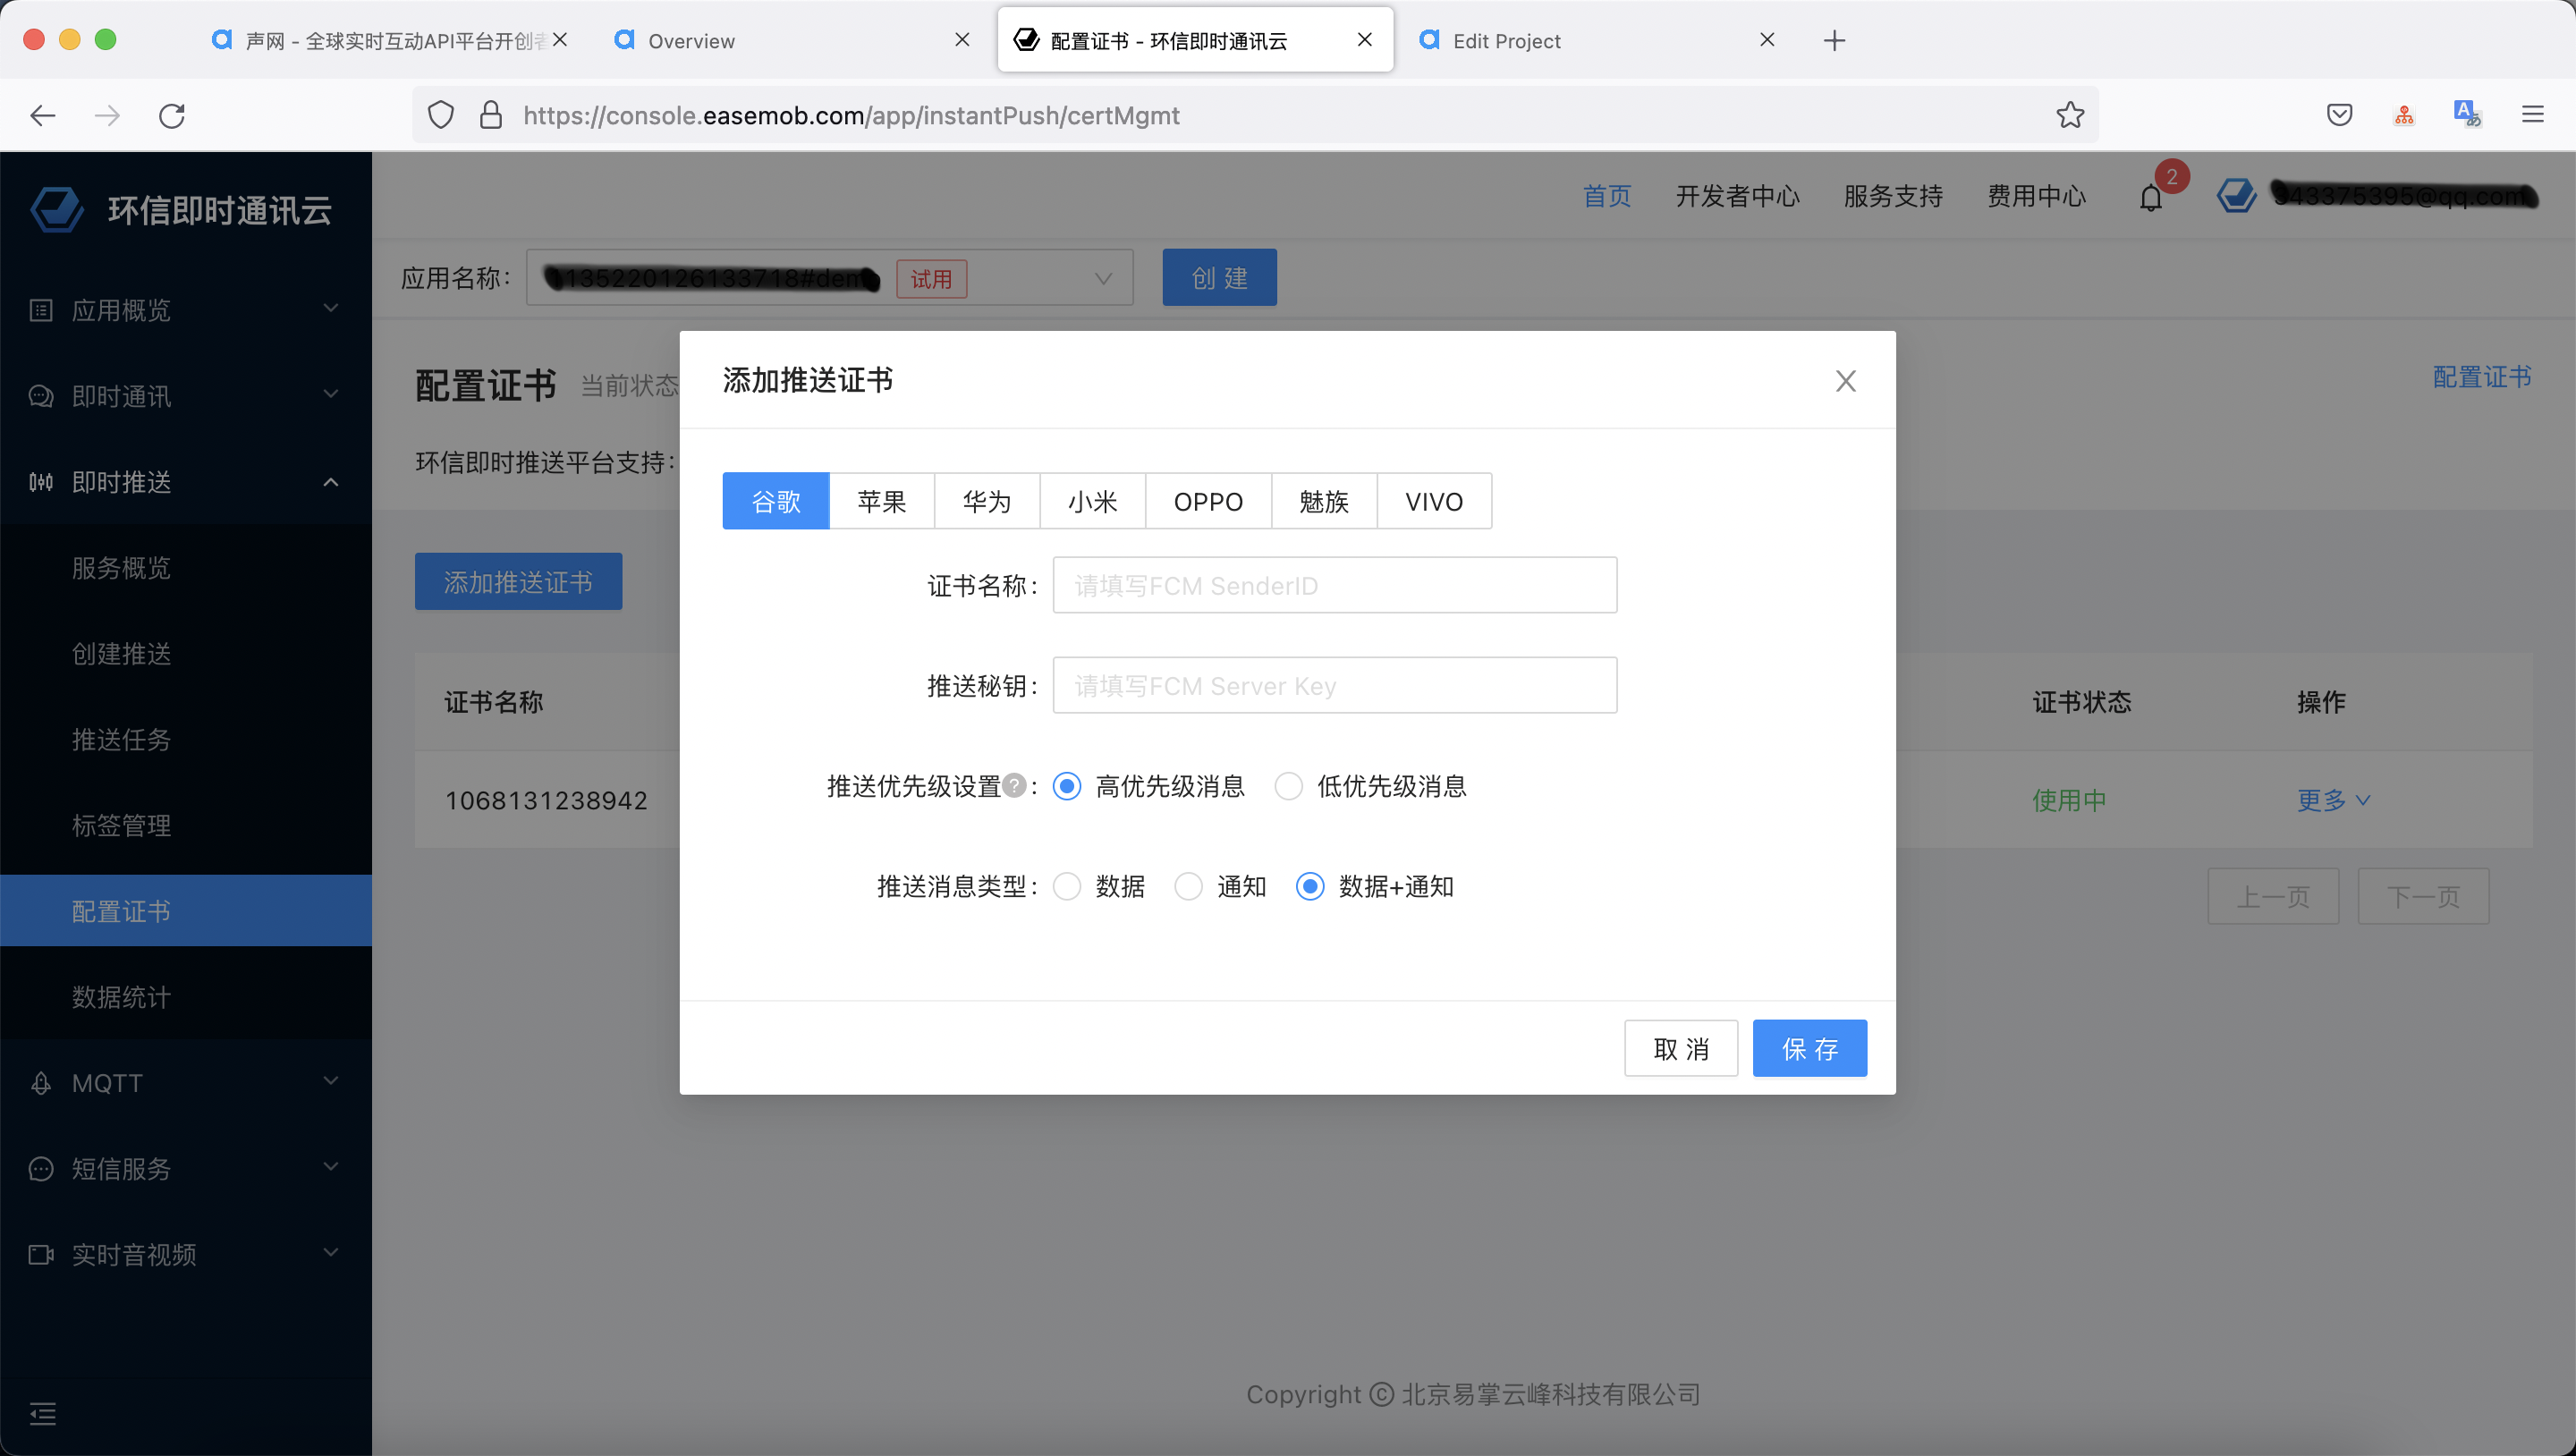 声网 - 全球实时互动API平台开创者
Overview
配置证书 - 环信即时通讯云
Edit Project
https://console.easemob.com/app/instantPush/certMgmt
环信即时通讯云
首页
开发者中心
服务支持
费用中心
2
应用名称：
试用
创 建
应用概览
即时通讯
即时推送
服务概览
创建推送
推送任务
标签管理
配置证书
数据统计
MQTT
短信服务
实时音视频
配置证书
当前状态
配置证书
环信即时推送平台支持：
添加推送证书
证书名称
证书状态
操作
1068131238942
使用中
更多
上一页
下一页
添加推送证书
谷歌
苹果
华为
小米
OPPO
魅族
VIVO
证书名称：
请填写FCM SenderID
推送秘钥：
请填写FCM Server Key
推送优先级设置?：
高优先级消息
低优先级消息
推送消息类型：
数据
通知
数据+通知
取 消
保 存
Copyright © 北京易掌云峰科技有限公司